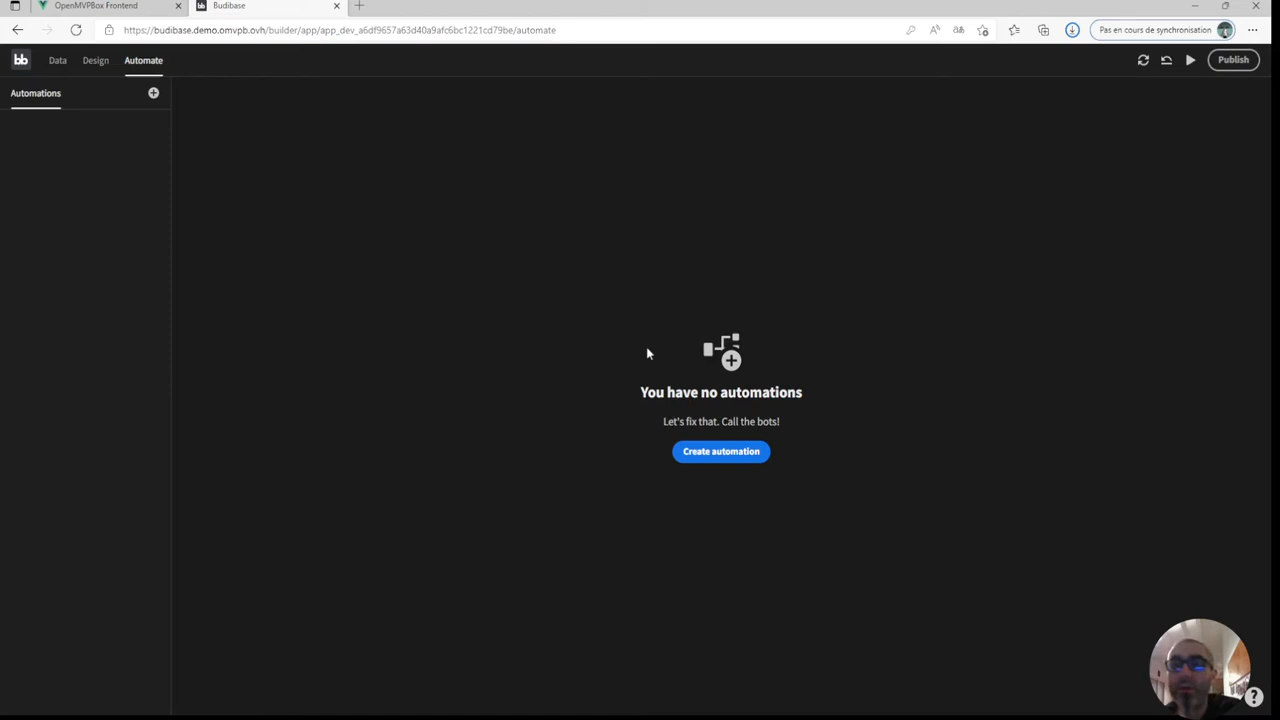 OpenMVPBox Frontend
Budibase
https://budibase.demo.omvpb.ovh/builder/app/app_dev_a6df9657a63d40a9afc6bc1221cd79be/automate
Pas en cours de synchronisation
bb Data Design Automate
Publish
Automations
You have no automations
Let's fix that. Call the bots!
Create automation